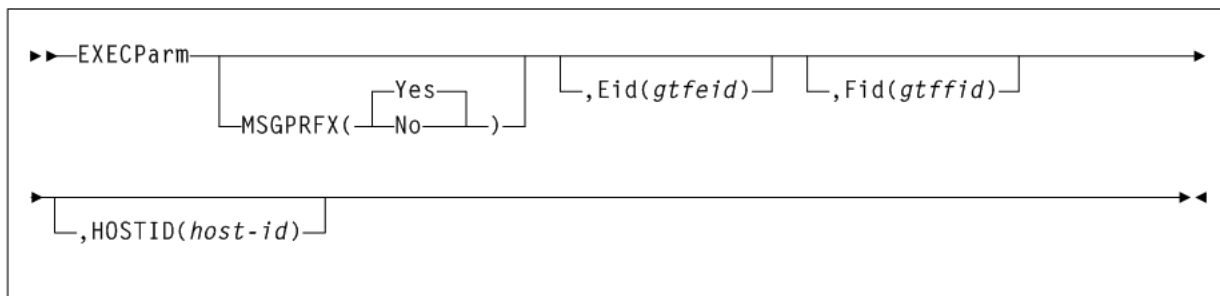 EXECParm
MSGPRFX( Yes No )
,Eid(gtfeid)
,Fid(gtffid)
,HOSTID(host-id)